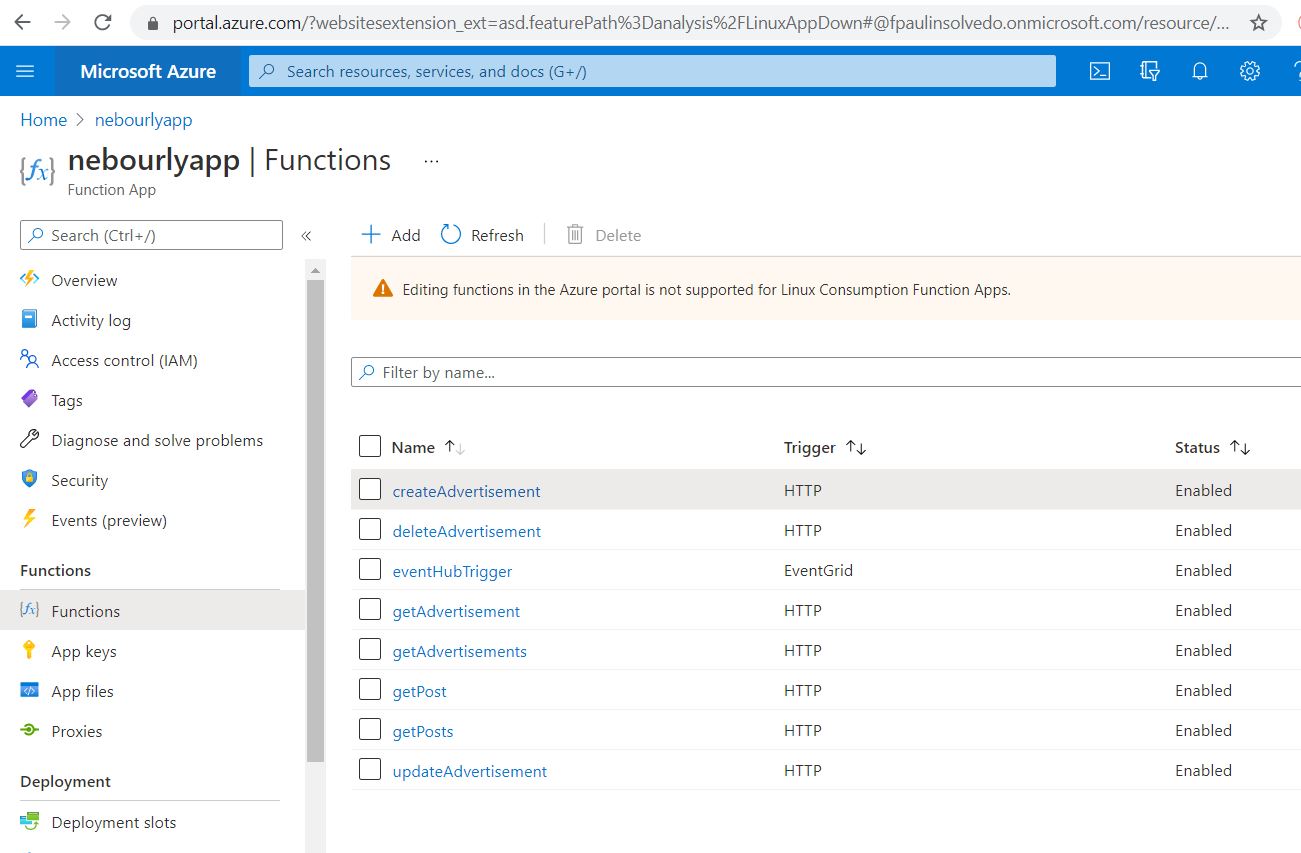 portal.azure.com/?websitesextension_ext=asd.featurePath%3Danalysis%2FLinuxAppDown#@fpaulinsolvedo.onmicrosoft.com/resource/...
Microsoft Azure
Search resources, services, and docs (G+/)
Home > nebourlyapp
{fx}
nebourlyapp | Functions ...
Function App
Search (Ctrl+/) «
Add Refresh Delete
Overview
Activity log
Access control (IAM)
Tags
Diagnose and solve problems
Security
Events (preview)
Functions
Functions
App keys
App files
Proxies
Deployment
Deployment slots
Editing functions in the Azure portal is not supported for Linux Consumption Function Apps.
Filter by name...
Name Trigger Status
createAdvertisement HTTP Enabled
deleteAdvertisement HTTP Enabled
eventHubTrigger EventGrid Enabled
getAdvertisement HTTP Enabled
getAdvertisements HTTP Enabled
getPost HTTP Enabled
getPosts HTTP Enabled
updateAdvertisement HTTP Enabled